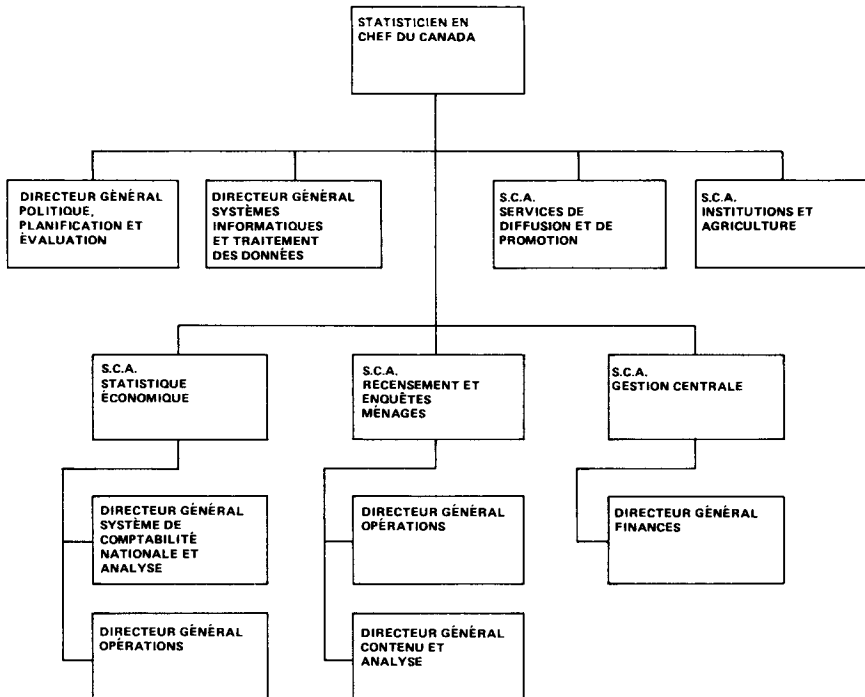 STATISTICIEN EN
CHEF DU CANADA
DIRECTEUR GÉNÉRAL
POLITIQUE,
PLANIFICATION ET
ÉVALUATION
DIRECTEUR GÉNÉRAL
SYSTÈMES
INFORMATIQUES
ET TRAITEMENT
DES DONNÉES
S.C.A.
SERVICES DE
DIFFUSION ET DE
PROMOTION
S.C.A.
INSTITUTIONS ET
AGRICULTURE
S.C.A.
STATISTIQUE
ÉCONOMIQUE
S.C.A.
RECENSEMENT ET
ENQUÊTES
MÉNAGES
S.C.A.
GESTION CENTRALE
DIRECTEUR GÉNÉRAL
SYSTÈME DE
COMPTABILITÉ
NATIONALE ET
ANALYSE
DIRECTEUR GÉNÉRAL
OPÉRATIONS
DIRECTEUR GÉNÉRAL
FINANCES
DIRECTEUR GÉNÉRAL
OPÉRATIONS
DIRECTEUR GÉNÉRAL
CONTENU ET
ANALYSE